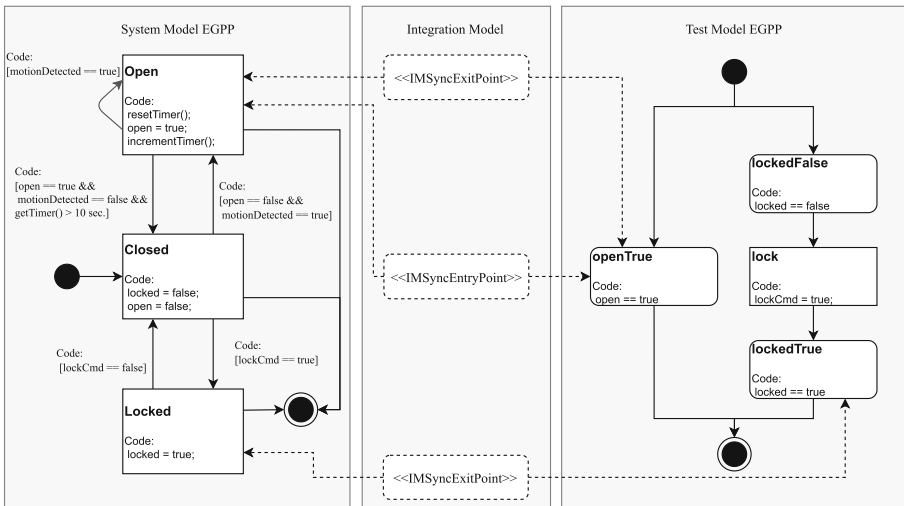 System Model EGPP
Code:
[motionDetected == true]
Open
Code:
resetTimer();
open = true;
incrementTimer();
Code:
[open == true &&
motionDetected == false &&
getTimer() > 10 sec.]
Code:
[open == false &&
motionDetected == true]
Closed
Code:
locked = false;
open = false;
Code:
[lockCmd == false]
Code:
[lockCmd == true]
Locked
Code:
locked = true;
Integration Model
<<IMSyncExitPoint>>
<<IMSyncEntryPoint>>
<<IMSyncExitPoint>>
Test Model EGPP
lockedFalse
Code:
locked == false
openTrue
Code:
open == true
lock
Code:
lockCmd = true;
lockedTrue
Code:
locked == true